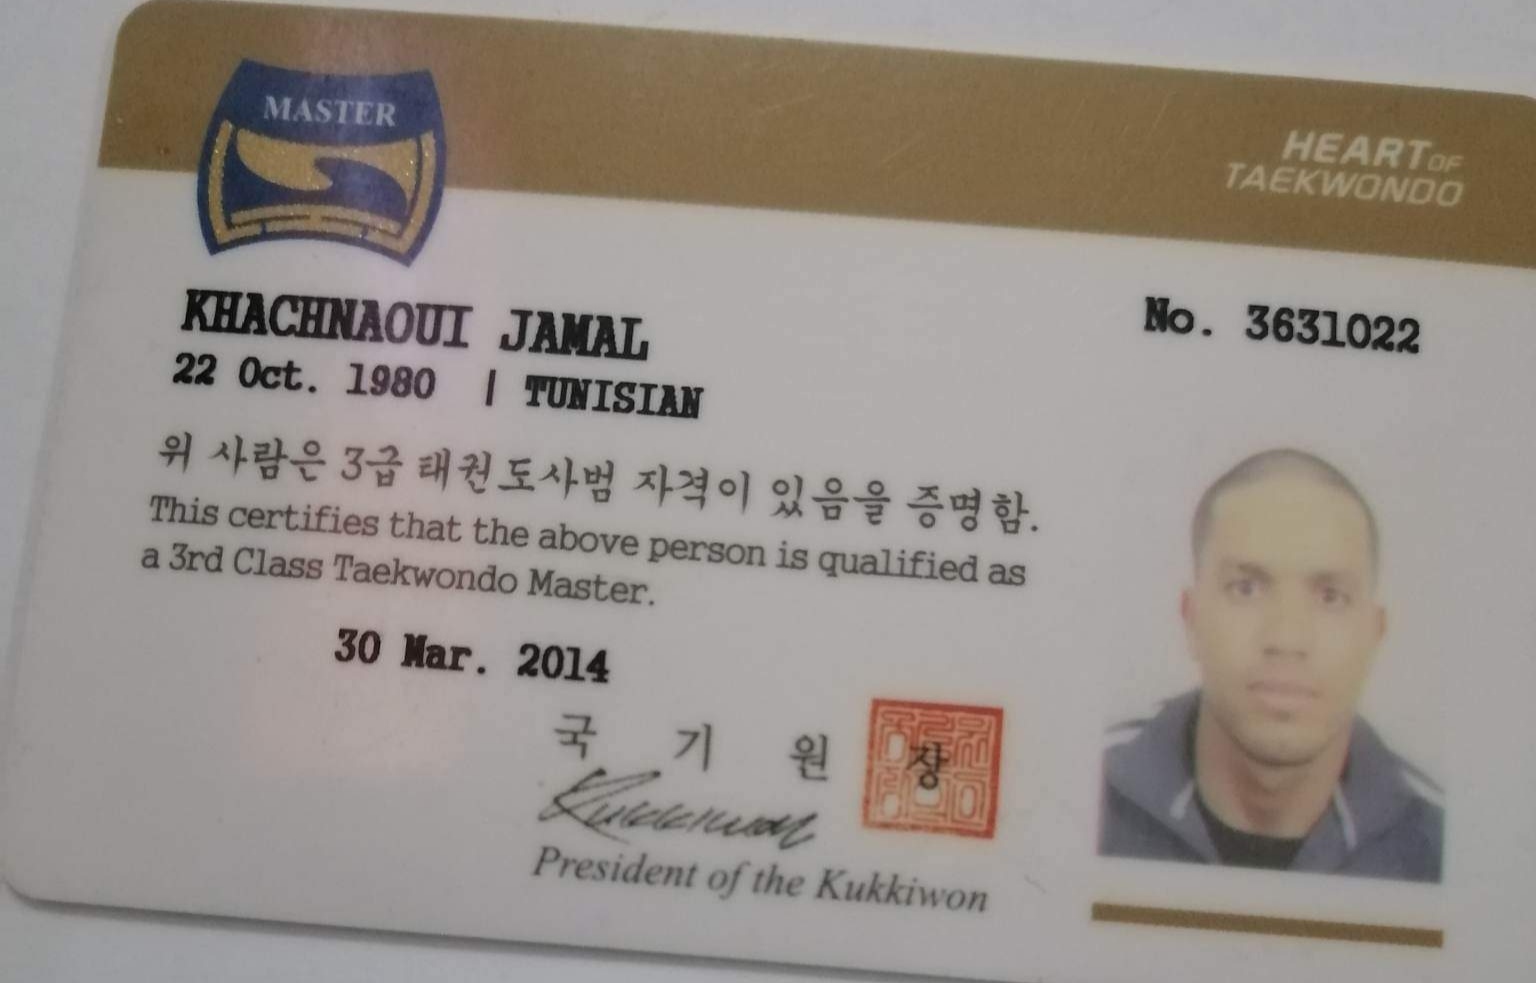 MASTER
HEART OF
TAEKWONDO
KHACHNAOUI JAMAL
No. 3631022
22 Oct. 1980 | TUNISIAN
위 사람은 3급 태권도사범 자격이 있음을 증명함.
This certifies that the above person is qualified as
a 3rd Class Taekwondo Master.
30 Mar. 2014
국 기 원 장
Kukkiwon
President of the Kukkiwon